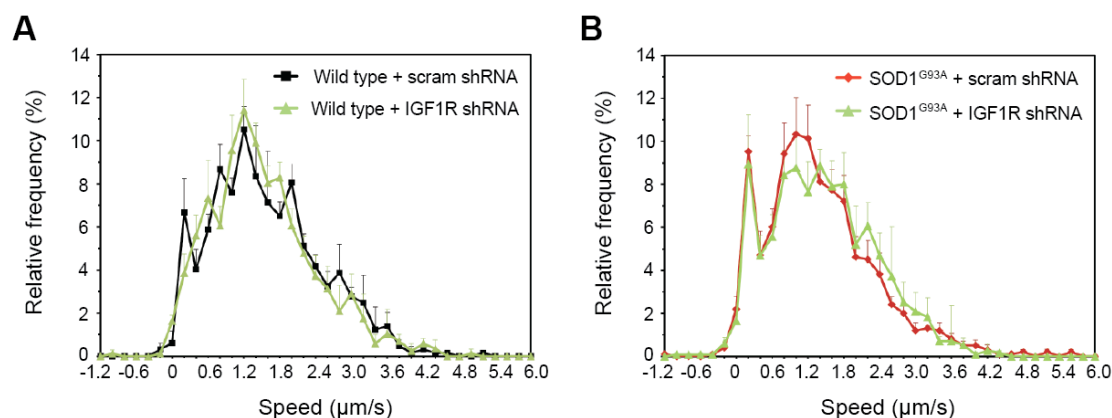 A
Relative frequency (%)
14
12
10
8
6
4
2
0
Wild type + scram shRNA
Wild type + IGF1R shRNA
-1.2 -0.6 0 0.6 1.2 1.8 2.4 3.0 3.6 4.2 4.8 5.4 6.0
Speed (µm/s)
B
Relative frequency (%)
14
12
10
8
6
4
2
0
SOD1G93A + scram shRNA
SOD1G93A + IGF1R shRNA
-1.2 -0.6 0 0.6 1.2 1.8 2.4 3.0 3.6 4.2 4.8 5.4 6.0
Speed (µm/s)